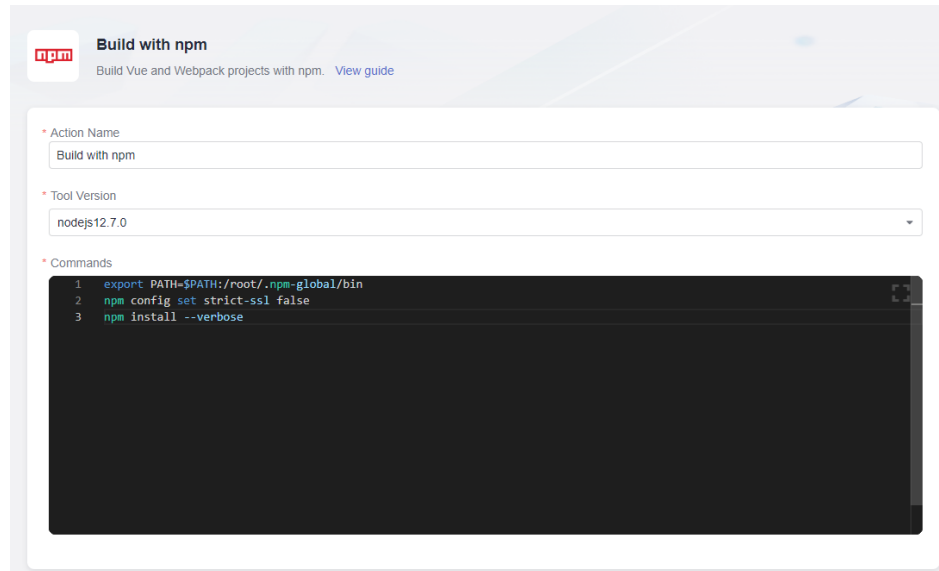 npm
Build with npm
Build Vue and Webpack projects with npm. View guide
* Action Name
Build with npm
* Tool Version
nodejs12.7.0
* Commands
1 export PATH=$PATH:/root/.npm-global/bin
2 npm config set strict-ssl false
3 npm install --verbose